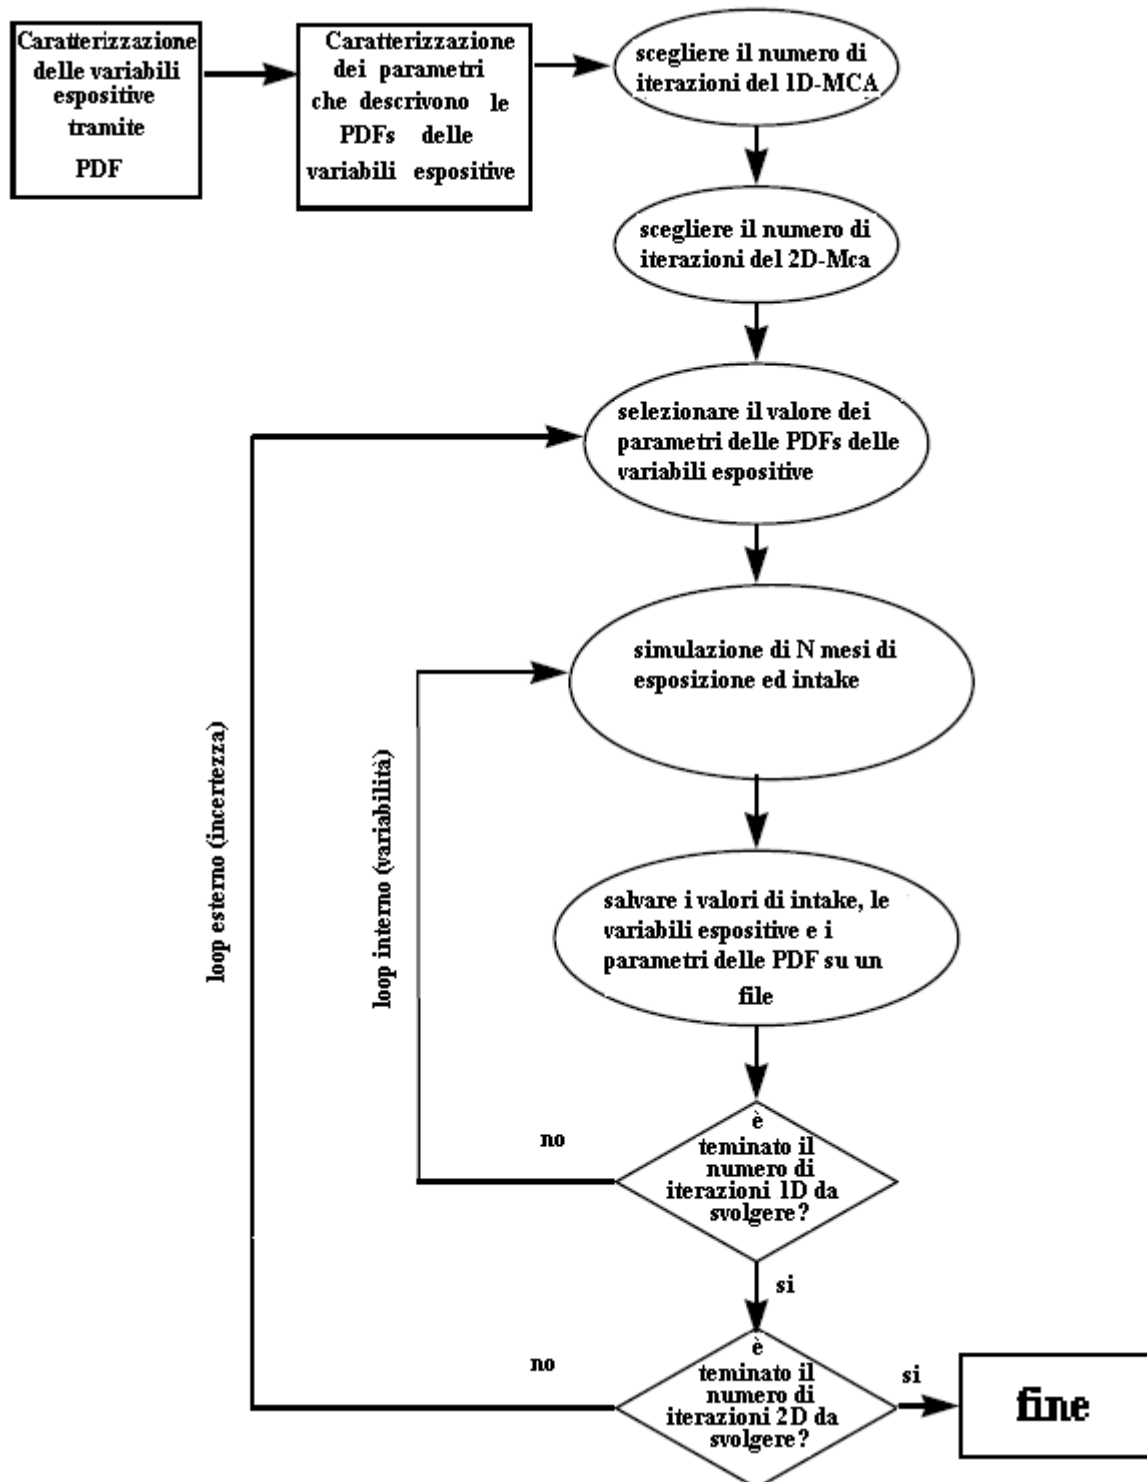 Caratterizzazione
delle variabili
espositive
tramite
PDF
Caratterizzazione
dei parametri
che descrivono le
PDFs delle
variabili espositive
scegliere il numero di
iterazioni del 1D-MCA
scegliere il numero di
iterazioni del 2D-Mca
selezionare il valore dei
parametri delle PDFs delle
variabili espositive
simulazione di N mesi di
esposizione ed intake
loop esterno (incertezza)
loop interno (variabilità)
salvare i valori di intake, le
variabili espositive e i
parametri delle PDF su un
file
è
teminato il
numero di
iterazioni 1D da
svolgere?
no
si
è
teminato il
numero di
iterazioni 2D da
svolgere?
no
si
fine